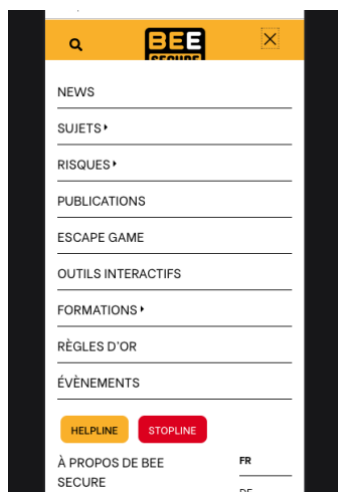 BEE
SECURE
NEWS
SUJETS
RISQUES
PUBLICATIONS
ESCAPE GAME
OUTILS INTERACTIFS
FORMATIONS
RÈGLES D'OR
ÉVÈNEMENTS
HELPLINE STOPLINE
À PROPOS DE BEE
SECURE
FR
DE